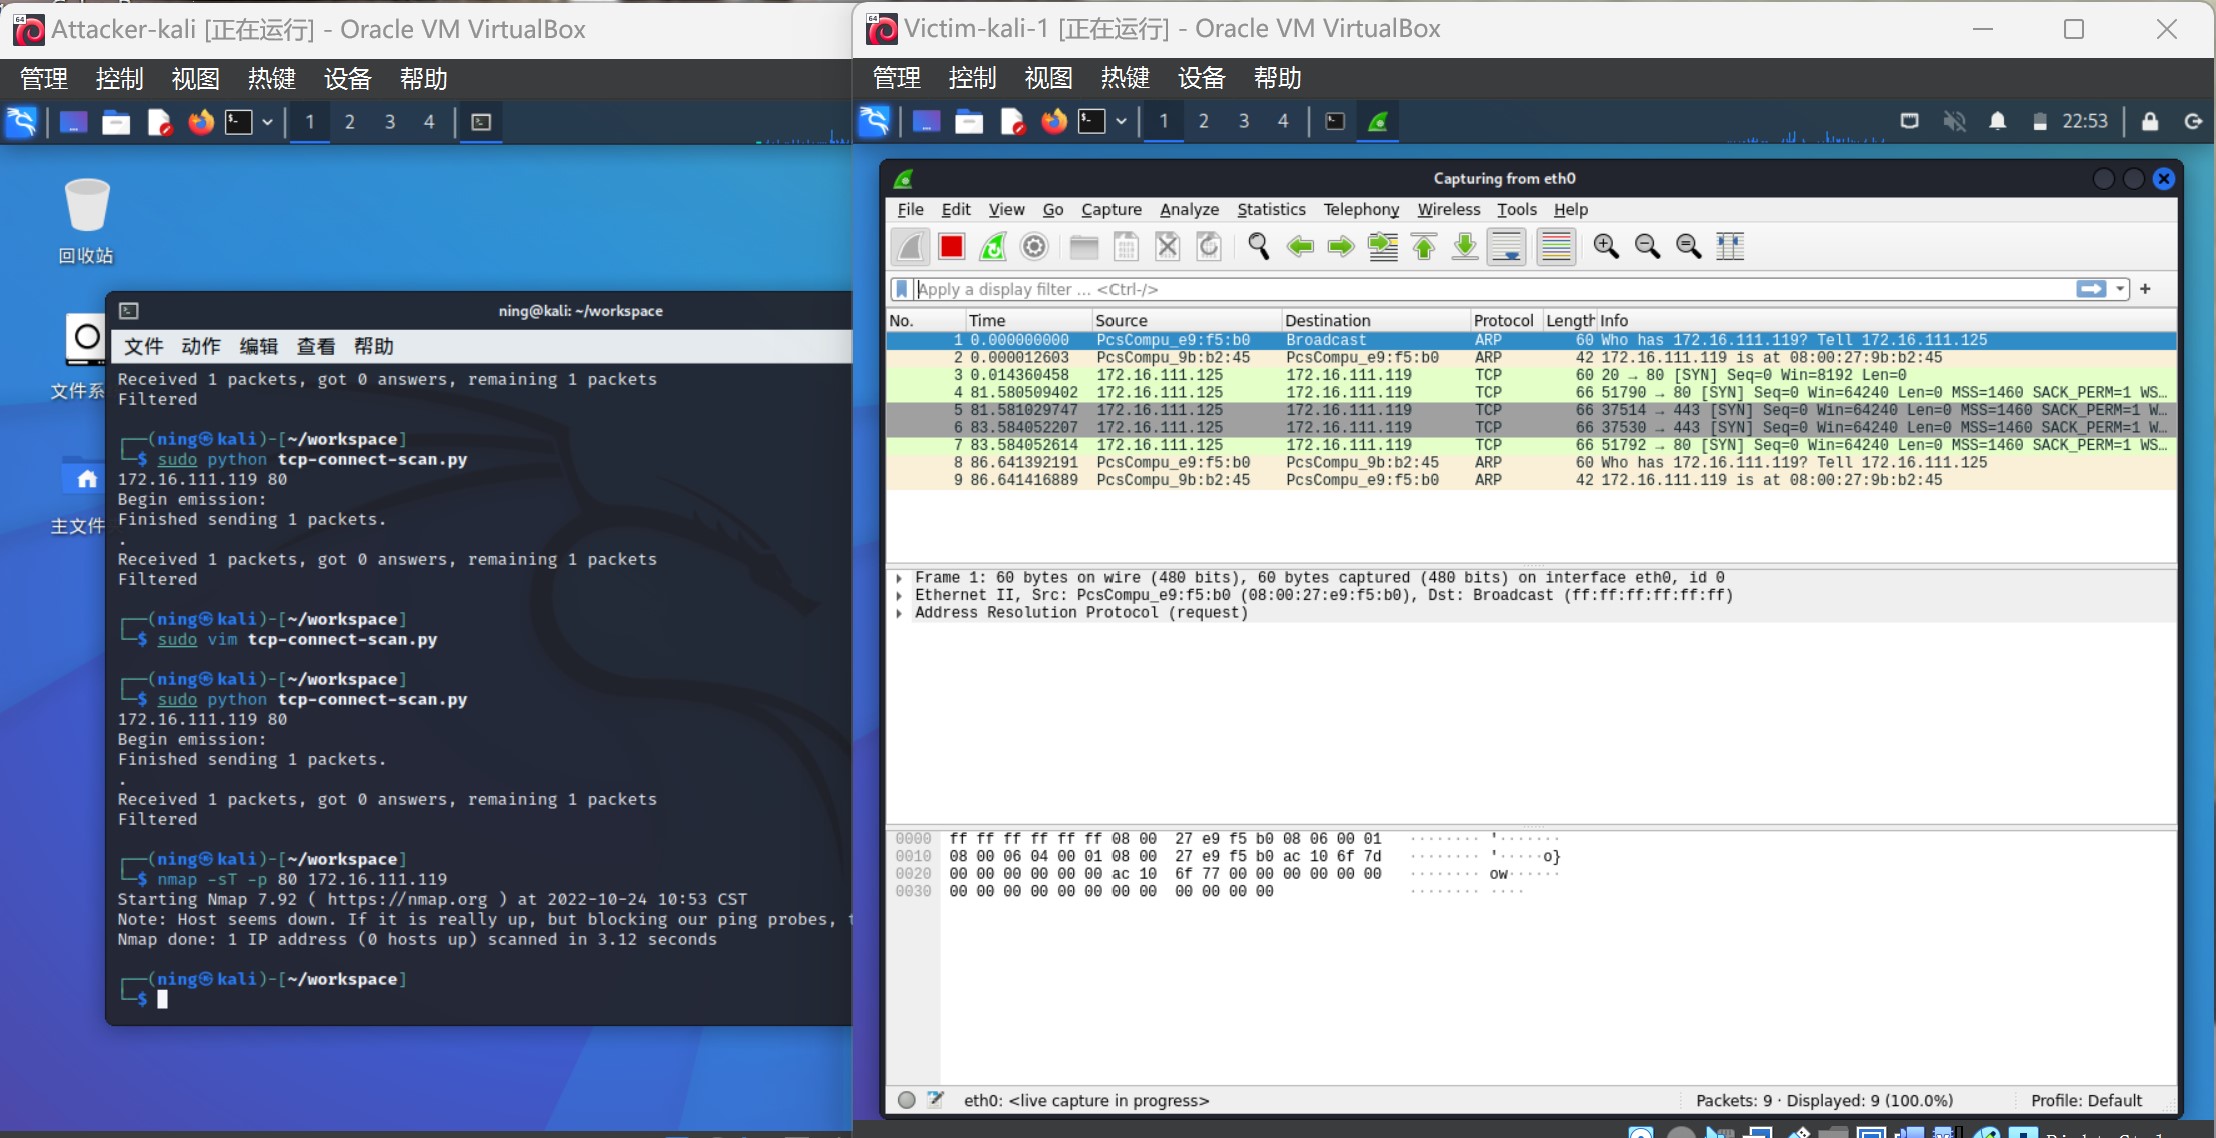 Attacker-kali [正在运行] - Oracle VM VirtualBox
管理 控制 视图 热键 设备 帮助
1 2 3 4
回收站
文件系
主文件
ning@kali: ~/workspace
文件 动作 编辑 查看 帮助
Received 1 packets, got 0 answers, remaining 1 packets
Filtered
┌──(ning㉿kali)-[~/workspace]
└─$ sudo python tcp-connect-scan.py
172.16.111.119 80
Begin emission:
Finished sending 1 packets.
.
Received 1 packets, got 0 answers, remaining 1 packets
Filtered
┌──(ning㉿kali)-[~/workspace]
└─$ sudo vim tcp-connect-scan.py
┌──(ning㉿kali)-[~/workspace]
└─$ sudo python tcp-connect-scan.py
172.16.111.119 80
Begin emission:
Finished sending 1 packets.
.
Received 1 packets, got 0 answers, remaining 1 packets
Filtered
┌──(ning㉿kali)-[~/workspace]
└─$ nmap -sT -p 80 172.16.111.119
Starting Nmap 7.92 ( https://nmap.org ) at 2022-10-24 10:53 CST
Note: Host seems down. If it is really up, but blocking our ping probes,
Nmap done: 1 IP address (0 hosts up) scanned in 3.12 seconds
┌──(ning㉿kali)-[~/workspace]
└─$
Victim-kali-1 [正在运行] - Oracle VM VirtualBox
管理 控制 视图 热键 设备 帮助
1 2 3 4 22:53
Capturing from eth0
File Edit View Go Capture Analyze Statistics Telephony Wireless Tools Help
Apply a display filter ... <Ctrl-/>
No. Time Source Destination Protocol Length Info
1 0.000000000 PcsCompu_e9:f5:b0 Broadcast ARP 60 Who has 172.16.111.119? Tell 172.16.111.125
2 0.000012603 PcsCompu_9b:b2:45 PcsCompu_e9:f5:b0 ARP 42 172.16.111.119 is at 08:00:27:9b:b2:45
3 0.014360458 172.16.111.125 172.16.111.119 TCP 60 20 → 80 [SYN] Seq=0 Win=8192 Len=0
4 81.580509402 172.16.111.125 172.16.111.119 TCP 66 51790 → 80 [SYN] Seq=0 Win=64240 Len=0 MSS=1460 SACK_PERM=1 WS…
5 81.581029747 172.16.111.125 172.16.111.119 TCP 66 37514 → 443 [SYN] Seq=0 Win=64240 Len=0 MSS=1460 SACK_PERM=1 W…
6 83.584052207 172.16.111.125 172.16.111.119 TCP 66 37530 → 443 [SYN] Seq=0 Win=64240 Len=0 MSS=1460 SACK_PERM=1 W…
7 83.584052614 172.16.111.125 172.16.111.119 TCP 66 51792 → 80 [SYN] Seq=0 Win=64240 Len=0 MSS=1460 SACK_PERM=1 WS…
8 86.641392191 PcsCompu_e9:f5:b0 PcsCompu_9b:b2:45 ARP 60 Who has 172.16.111.119? Tell 172.16.111.125
9 86.641416889 PcsCompu_9b:b2:45 PcsCompu_e9:f5:b0 ARP 42 172.16.111.119 is at 08:00:27:9b:b2:45
Frame 1: 60 bytes on wire (480 bits), 60 bytes captured (480 bits) on interface eth0, id 0
Ethernet II, Src: PcsCompu_e9:f5:b0 (08:00:27:e9:f5:b0), Dst: Broadcast (ff:ff:ff:ff:ff:ff)
Address Resolution Protocol (request)
0000 ff ff ff ff ff ff 08 00 27 e9 f5 b0 08 06 00 01 ········ '·······
0010 08 00 06 04 00 01 08 00 27 e9 f5 b0 ac 10 6f 7d ········ '·····o}
0020 00 00 00 00 00 00 ac 10 6f 77 00 00 00 00 00 00 ········ ow······
0030 00 00 00 00 00 00 00 00 00 00 00 00 ········ ····
eth0: <live capture in progress> Packets: 9 · Displayed: 9 (100.0%) Profile: Default